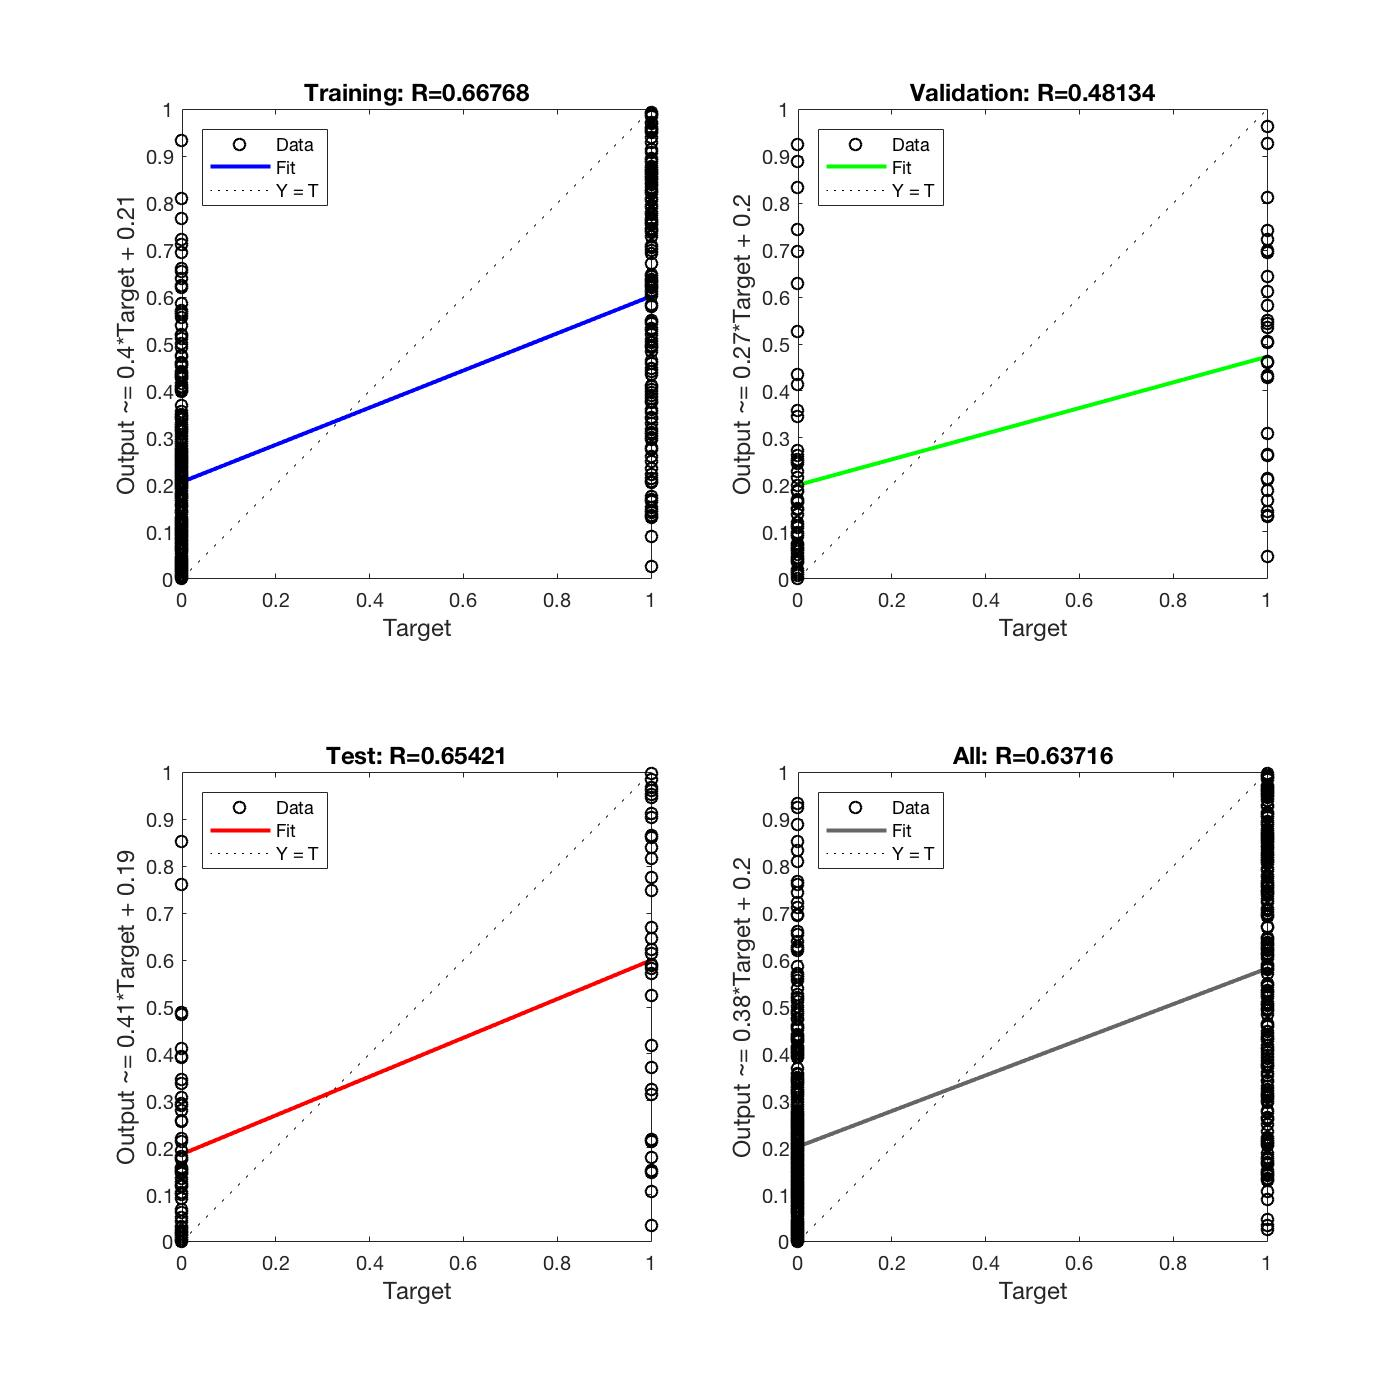 Training: R=0.66768
Data
Fit
Y = T
Output ~= 0.4*Target + 0.21
1
0.9
0.8
0.7
0.6
0.5
0.4
0.3
0.2
0.1
0
0 0.2 0.4 0.6 0.8 1
Target
Validation: R=0.48134
Data
Fit
Y = T
Output ~= 0.27*Target + 0.2
1
0.9
0.8
0.7
0.6
0.5
0.4
0.3
0.2
0.1
0
0 0.2 0.4 0.6 0.8 1
Target
Test: R=0.65421
Data
Fit
Y = T
Output ~= 0.41*Target + 0.19
1
0.9
0.8
0.7
0.6
0.5
0.4
0.3
0.2
0.1
0
0 0.2 0.4 0.6 0.8 1
Target
All: R=0.63716
Data
Fit
Y = T
Output ~= 0.38*Target + 0.2
1
0.9
0.8
0.7
0.6
0.5
0.4
0.3
0.2
0.1
0
0 0.2 0.4 0.6 0.8 1
Target